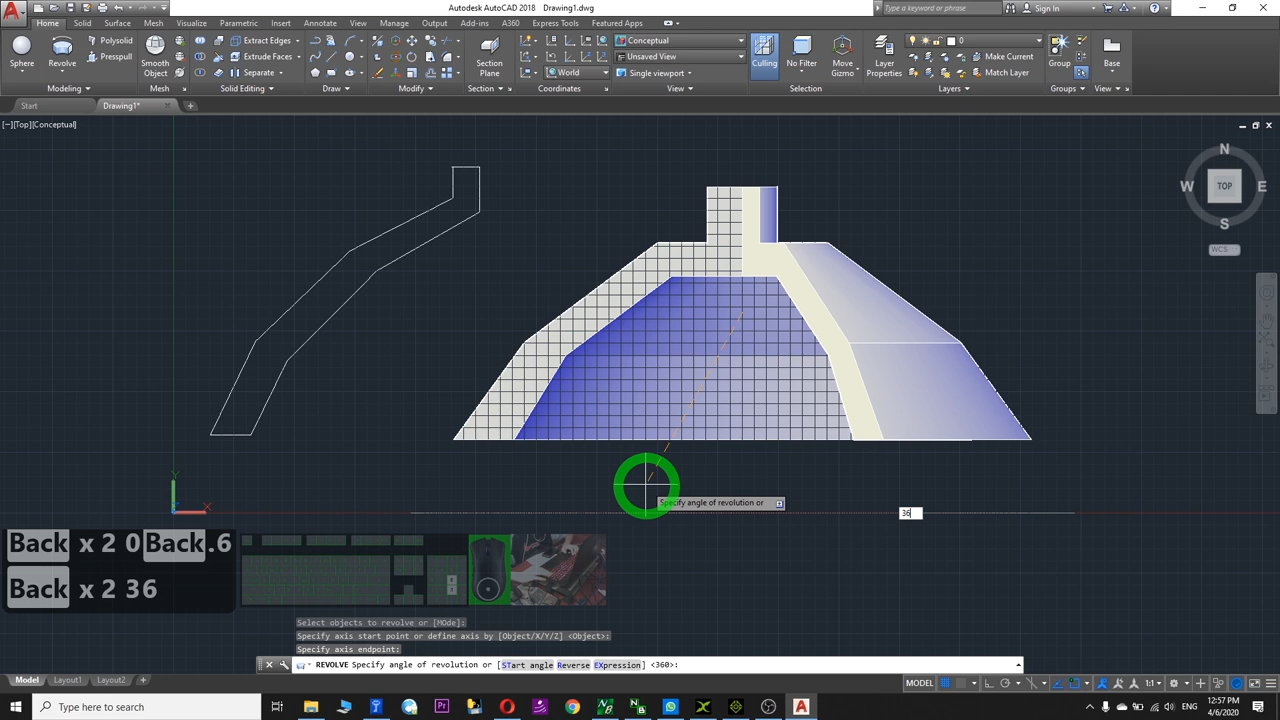 Autodesk AutoCAD 2018 Drawing1.dwg
Type a keyword or phrase
Sign In
Home Solid Surface Mesh Visualize Parametric Insert Annotate View Manage Output Add-ins A360 Express Tools Featured Apps
Sphere
Revolve
Polysolid
Presspull
Smooth
Object
Extrude Edges
Extrude Faces
Separate
Section
Plane
World
Conceptual
Unsaved View
Single viewport
Culling
No Filter
Move
Gizmo
Layer
Properties
0
Make Current
Match Layer
Group
Base
Modeling
Mesh
Solid Editing
Draw
Modify
Section
Coordinates
View
Selection
Layers
Groups
View
Start
Drawing1*
[−][Top][Conceptual]
N
W
TOP
E
S
WCS
Y
X
Specify angle of revolution or
36
Back x 2 0Back.6
Back x 2 36
Select objects to revolve or [MOde]:
Specify axis start point or define axis by [Object/X/Y/Z] <Object>:
Specify axis endpoint:
REVOLVE Specify angle of revolution or [STart angle Reverse EXpression] <360>:
Model Layout1 Layout2
MODEL
1:1
Type here to search
12:57 PM
4/6/2020